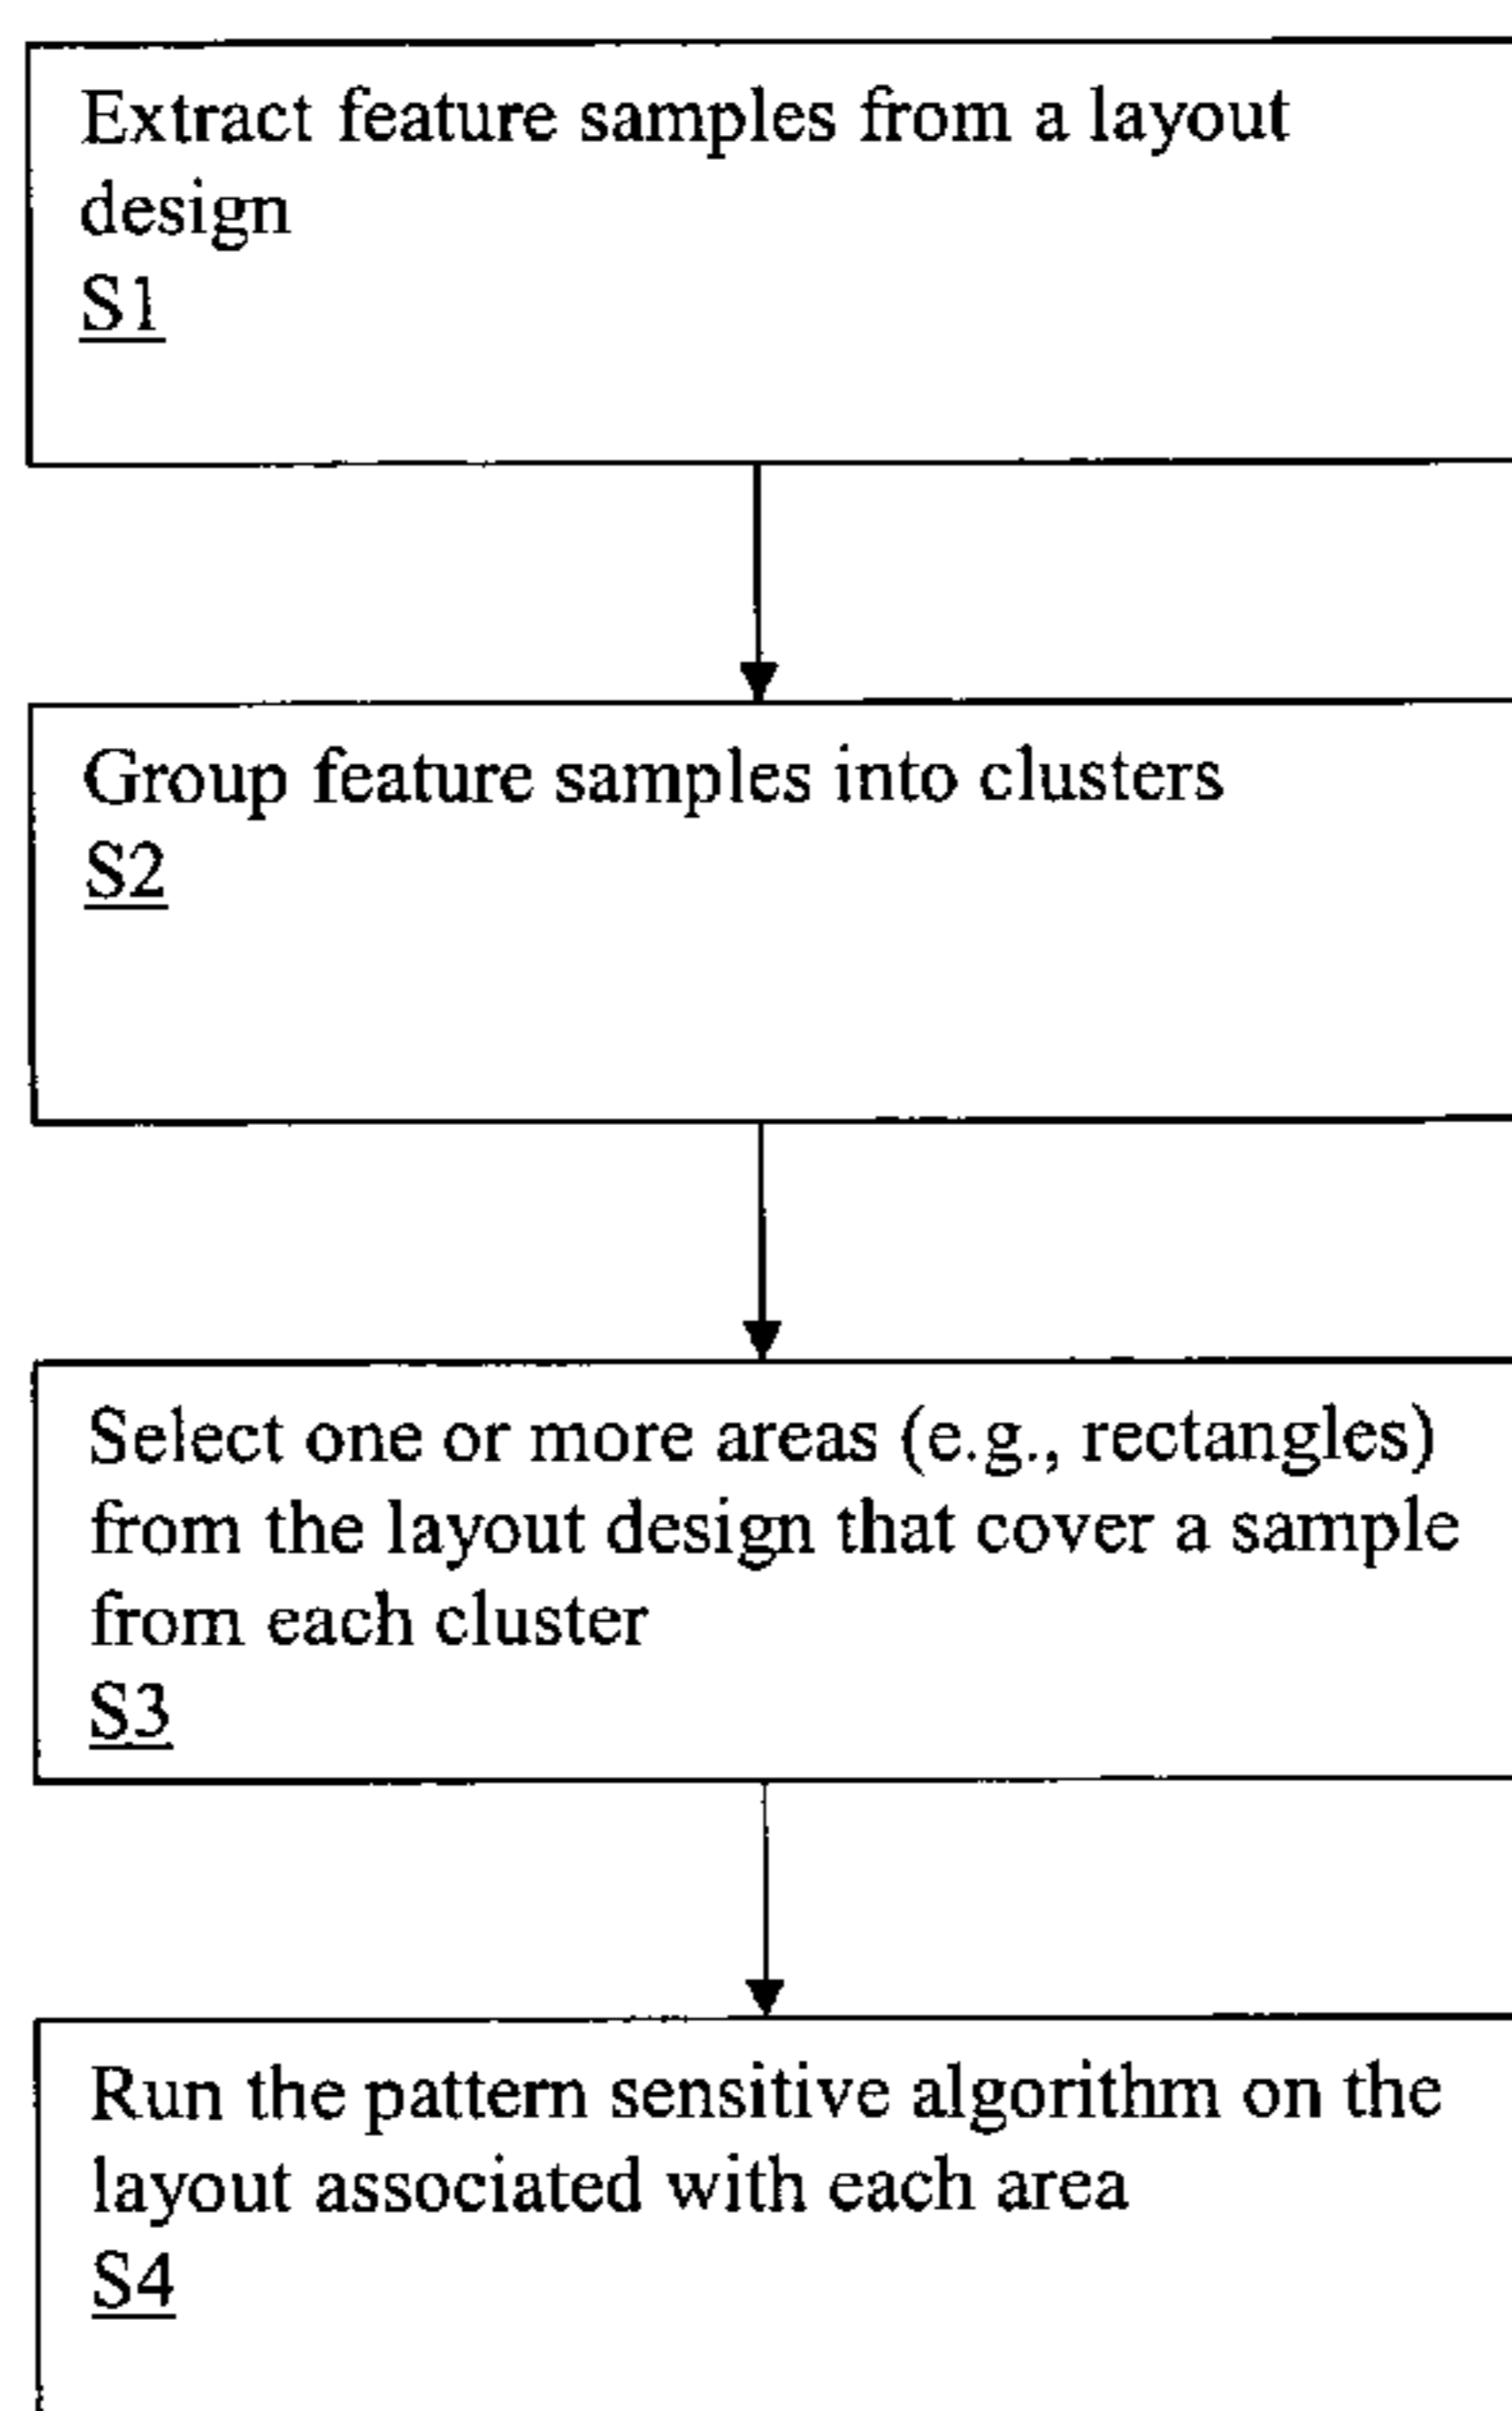 Extract feature samples from a layout
design
S1
Group feature samples into clusters
S2
Select one or more areas (e.g., rectangles)
from the layout design that cover a sample
from each cluster
S3
Run the pattern sensitive algorithm on the
layout associated with each area
S4